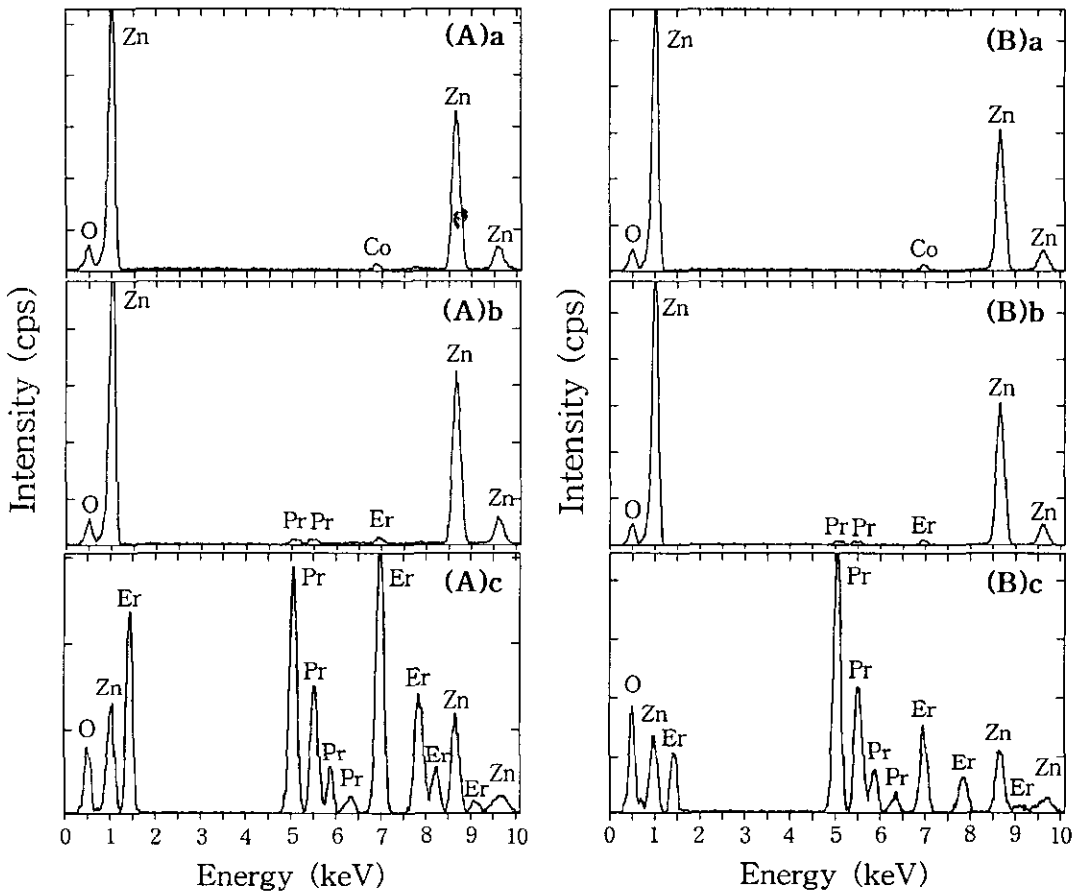 (A)a
Zn
Zn
O
Co
Zn
(B)a
Zn
Zn
O
Co
Zn
(A)b
Zn
Zn
O
Pr Pr
Er
Zn
(B)b
Zn
Zn
O
Pr Pr
Er
Zn
(A)c
Er
Zn
O
Pr
Pr
Pr
Pr
Er
Er
Er
Zn
Er
Zn
0 1 2 3 4 5 6 7 8 9 10
Energy (keV)
Intensity (cps)
(B)c
O
Zn
Er
Pr
Pr
Pr
Pr
Er
Er
Zn
Er
Zn
0 1 2 3 4 5 6 7 8 9 10
Energy (keV)
Intensity (cps)